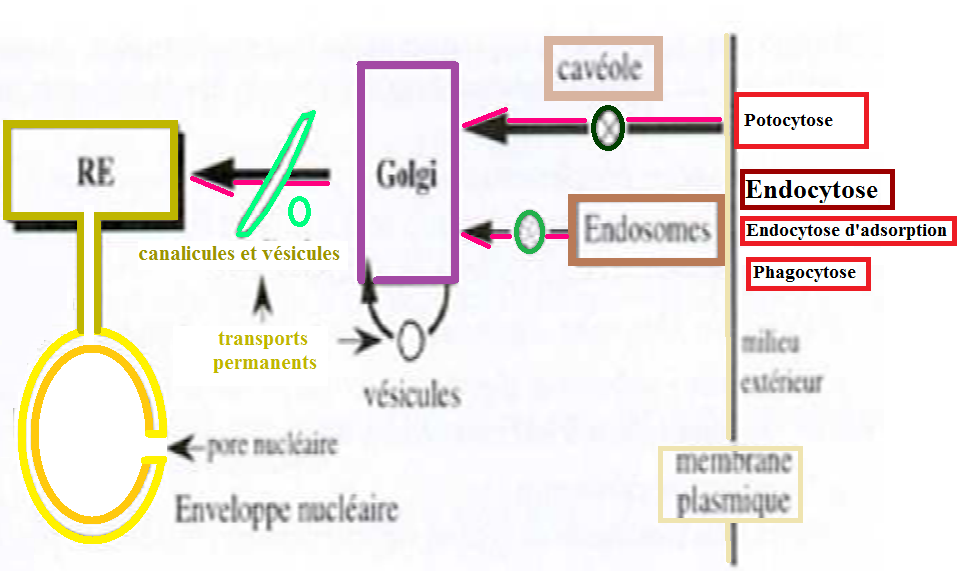 cavéole
Potocytose
RE
Golgi
Endocytose
Endosomes
Endocytose d'adsorption
canalicules et vésicules
Phagocytose
transports
permanents
milieu
extérieur
vésicules
pore nucléaire
membrane
plasmique
Enveloppe nucléaire